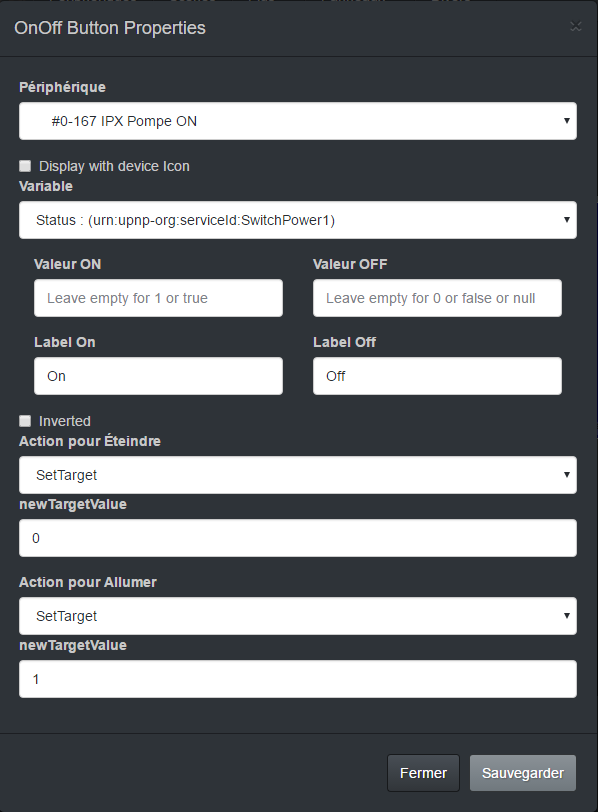 OnOff Button Properties
Périphérique
#0-167 IPX Pompe ON
Display with device Icon
Variable
Status : (urn:upnp-org:serviceId:SwitchPower1)
Valeur ON Valeur OFF
Leave empty for 1 or true Leave empty for 0 or false or null
Label On Label Off
On Off
Inverted
Action pour Éteindre
SetTarget
newTargetValue
0
Action pour Allumer
SetTarget
newTargetValue
1
Fermer Sauvegarder